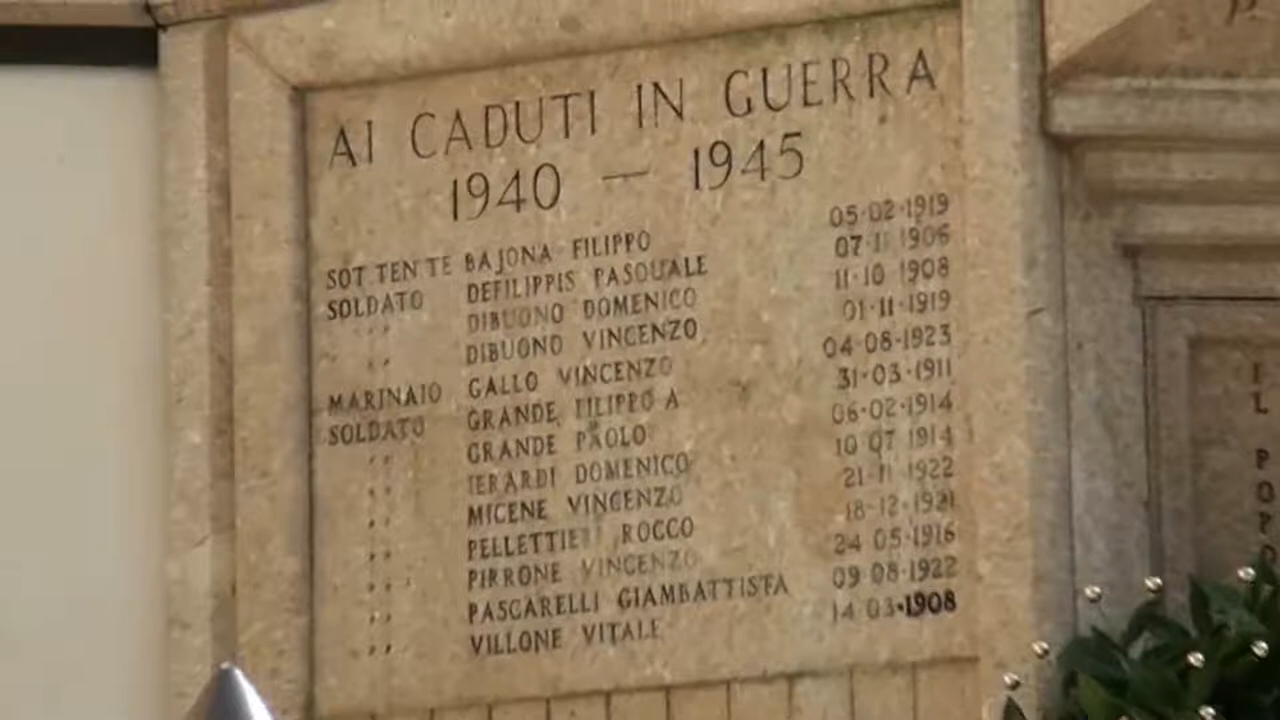 AI CADUTI IN GUERRA
1940 — 1945
SOT TEN TE BAJONA FILIPPO 05·02·1919
SOLDATO DEFILIPPIS PASQUALE 07·11 1906
,, DIBUONO DOMENICO 11·10 1908
,, DIBUONO VINCENZO 01·11·1919
MARINAIO GALLO VINCENZO 04·08·1923
SOLDATO GRANDE FILIPPO A 31·03·1911
,, GRANDE PAOLO 06·02·1914
,, IERARDI DOMENICO 10 07 1914
,, MICENE VINCENZO 21·11 1922
,, PELLETTIERI ROCCO 18·12·1921
,, PIRRONE VINCENZO 24 05·1916
,, PASCARELLI GIAMBATTISTA 09 08·1922
,, VILLONE VITALE 14 03·1908
IL